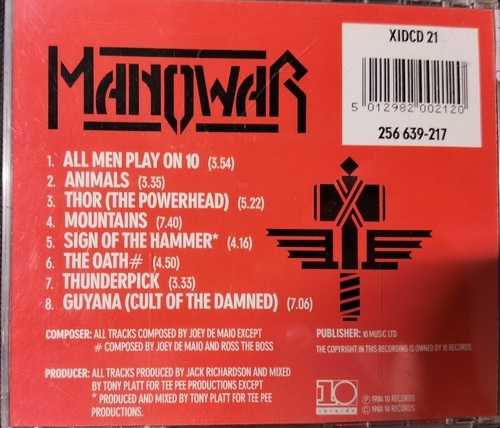 XIDCD 21
MANOWAR
5 012982 002120
256 639-217
1. ALL MEN PLAY ON 10 (3.54)
2. ANIMALS (3.35)
3. THOR (THE POWERHEAD) (5.22)
4. MOUNTAINS (7.40)
5. SIGN OF THE HAMMER* (4.16)
6. THE OATH# (4.50)
7. THUNDERPICK (3.33)
8. GUYANA (CULT OF THE DAMNED) (7.06)
COMPOSER: ALL TRACKS COMPOSED BY JOEY DE MAIO EXCEPT
# COMPOSED BY JOEY DE MAIO AND ROSS THE BOSS
PRODUCER: ALL TRACKS PRODUCED BY JACK RICHARDSON AND MIXED
BY TONY PLATT FOR TEE PEE PRODUCTIONS EXCEPT
* PRODUCED AND MIXED BY TONY PLATT FOR TEE PEE
PRODUCTIONS.
PUBLISHER: 10 MUSIC LTD
THE COPYRIGHT IN THIS RECORDING IS OWNED BY 10 RECORDS.
10
records
℗ 1984 10 RECORDS
© 1984 10 RECORDS